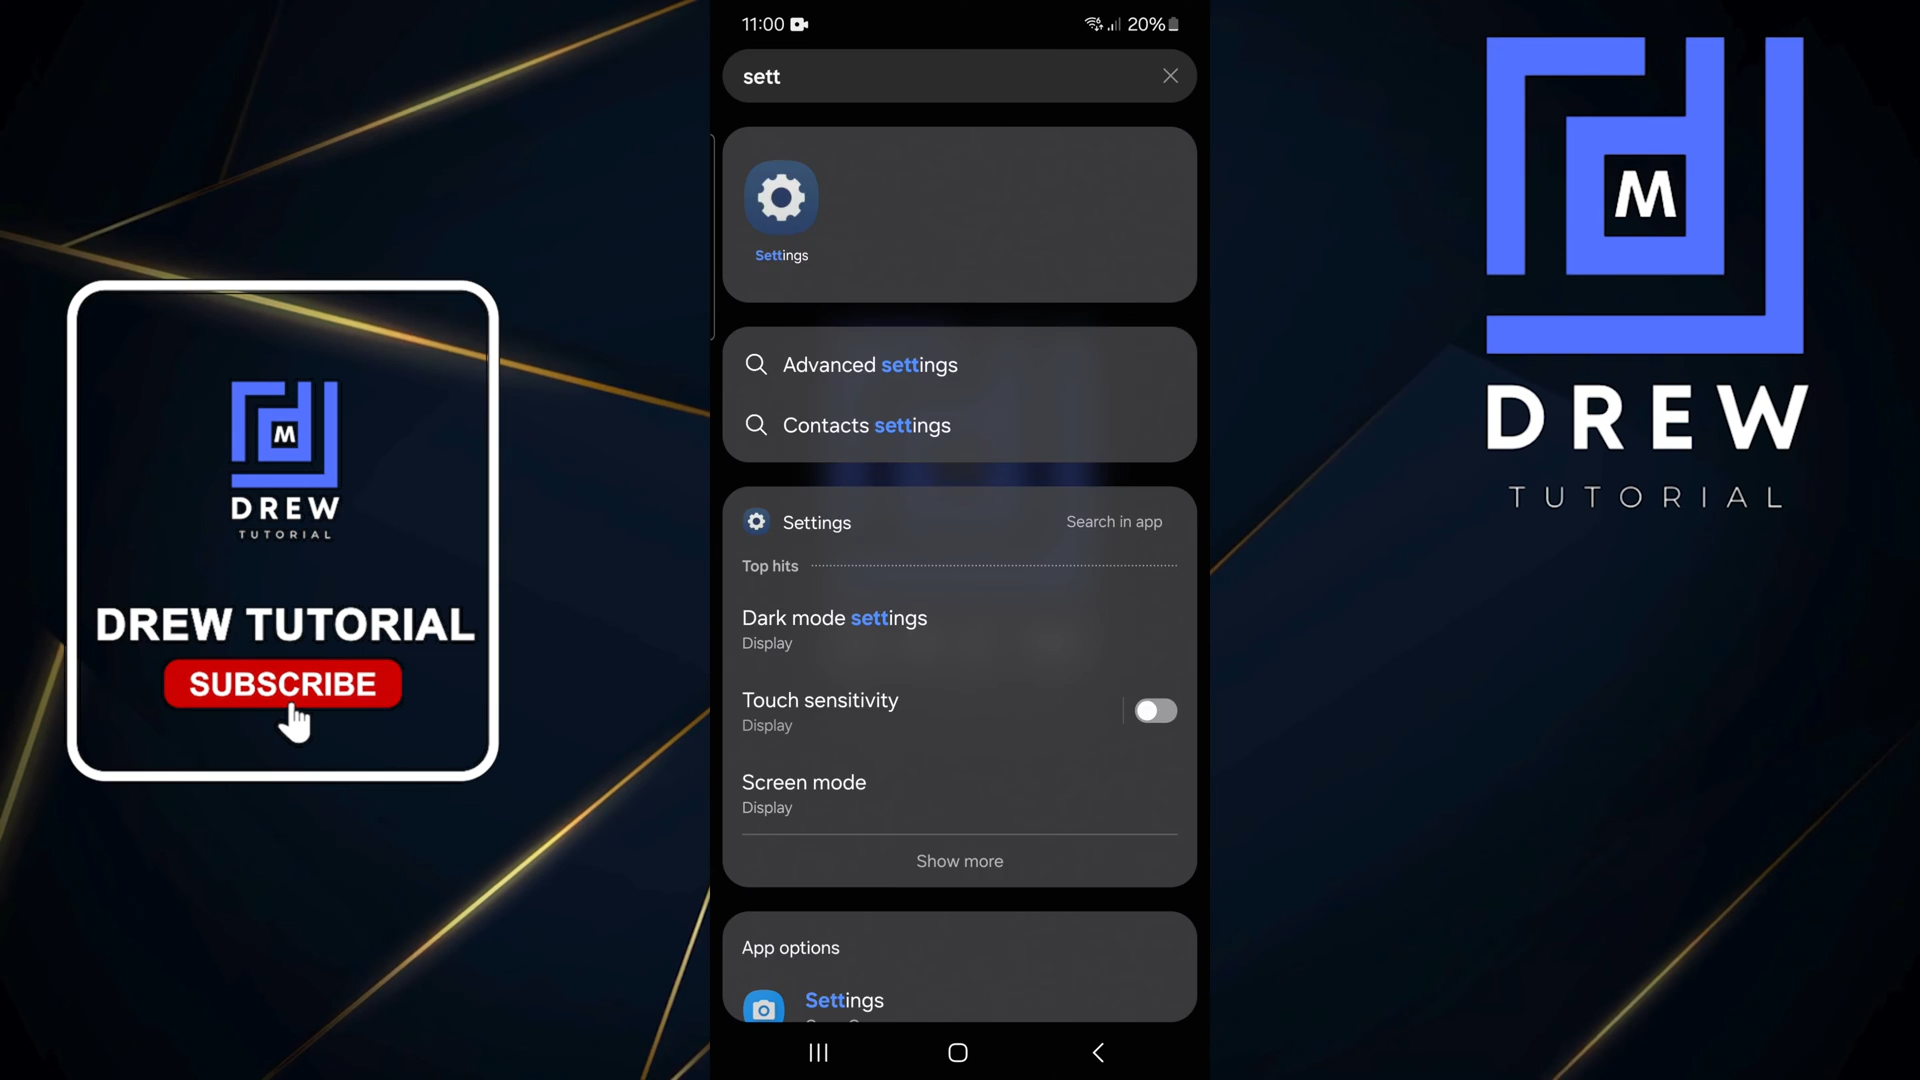 M
DREW
TUTORIAL
DREW TUTORIAL
SUBSCRIBE
11:00
20%
sett
Settings
Advanced settings
Contacts settings
Settings
Search in app
Top hits
Dark mode settings
Display
Touch sensitivity
Display
Screen mode
Display
Show more
App options
Settings
M
DREW
TUTORIAL